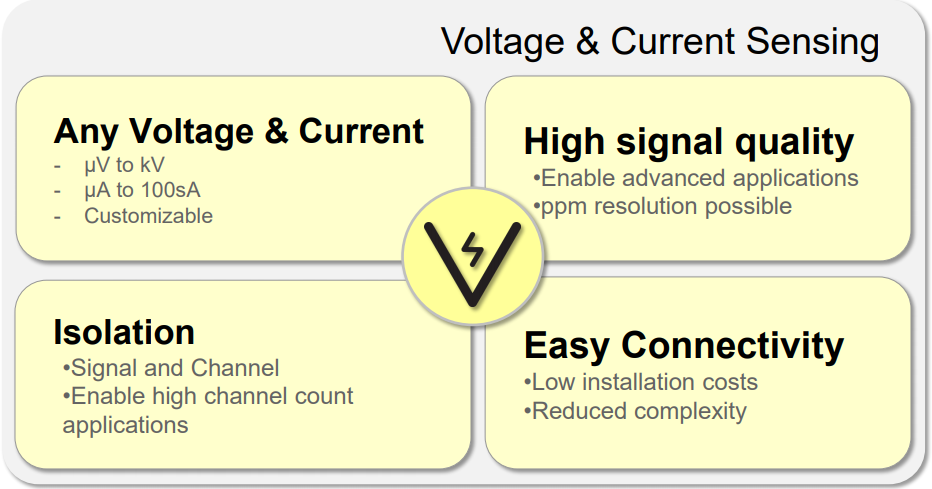 Voltage & Current Sensing
Any Voltage & Current
- µV to kV
- µA to 100sA
- Customizable
High signal quality
•Enable advanced applications
•ppm resolution possible
Isolation
•Signal and Channel
•Enable high channel count
applications
Easy Connectivity
•Low installation costs
•Reduced complexity